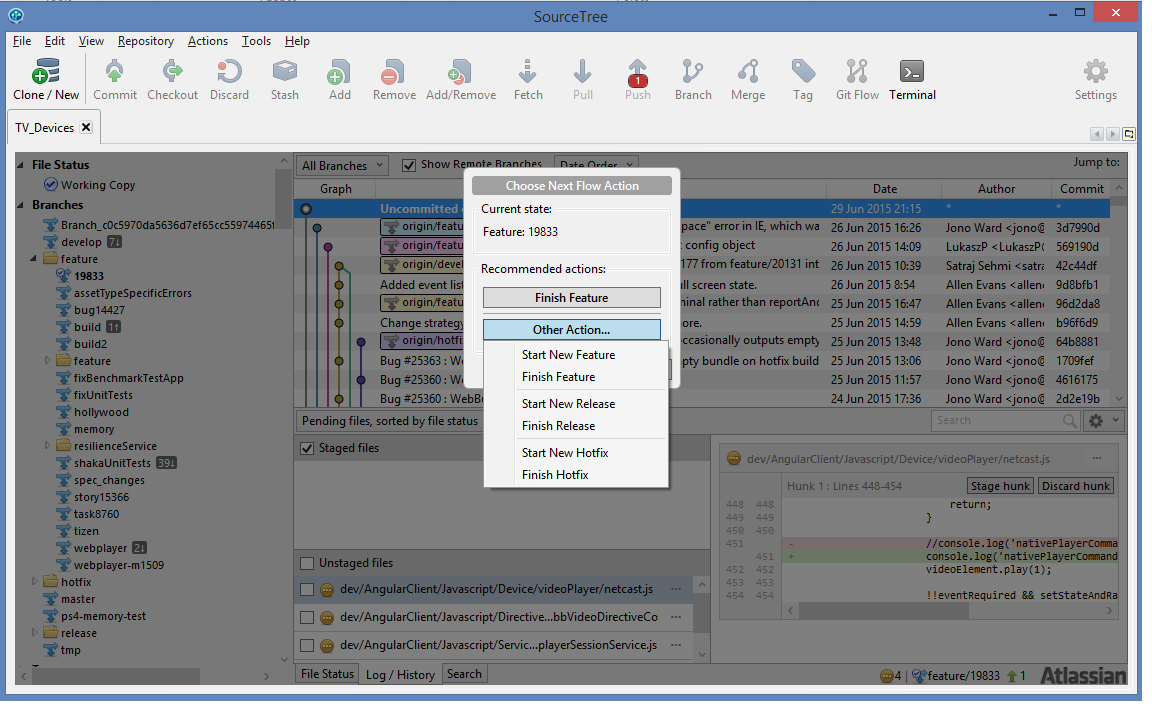 SourceTree
File Edit View Repository Actions Tools Help
1
Clone / New Commit Checkout Discard Stash Add Remove Add/Remove Fetch Pull Push Branch Merge Tag Git Flow Terminal Settings
TV_Devices
File Status
Working Copy
Branches
Branch_c0c5970da5636d7ef65cc55974465f
develop 7↓
feature
19833
assetTypeSpecificErrors
bug14427
build 1↑
build2
feature
fixBenchmarkTestApp
fixUnitTests
hollywood
memory
resilienceService
shakaUnitTests 39↓
spec_changes
story15366
task8760
tizen
webplayer 2↓
webplayer-m1509
hotfix
master
ps4-memory-test
release
tmp
All Branches Show Remote Branches Date Order Jump to:
Graph Date Author Commit
Uncommitted 29 Jun 2015 21:15 * *
origin/featu pace" error in IE, which wa 26 Jun 2015 16:26 Jono Ward <jono@ 3d7990d
origin/featu config object 26 Jun 2015 14:09 LukaszP <LukaszP( 569190d
origin/deve 177 from feature/20131 int 26 Jun 2015 10:39 Satraj Sehmi <satra 42c44df
Added event list ll screen state. 26 Jun 2015 8:54 Allen Evans <allen 9d8bfb1
origin/featu minal rather than reportAnc 25 Jun 2015 16:47 Allen Evans <allen 96d2da8
Change strategy ore. 25 Jun 2015 14:59 Allen Evans <allen b96f6d9
origin/hotfi ccasionally outputs empty 25 Jun 2015 13:48 Jono Ward <jono@ 64b8881
Bug #25363 : We pty bundle on hotfix build 25 Jun 2015 13:06 Jono Ward <jono@ 1709fef
Bug #25360 : We 25 Jun 2015 11:57 Jono Ward <jono@ 4616175
Bug #25360 : WebB 24 Jun 2015 17:36 Jono Ward <jono@ 2d2e19b
Choose Next Flow Action
Current state:
Feature: 19833
Recommended actions:
Finish Feature
Other Action...
Start New Feature
Finish Feature
Start New Release
Finish Release
Start New Hotfix
Finish Hotfix
Pending files, sorted by file status Search
Staged files
Unstaged files
dev/AngularClient/Javascript/Device/videoPlayer/netcast.js ...
dev/AngularClient/Javascript/Directive...bbVideoDirectiveCo ...
dev/AngularClient/Javascript/Servic...playerSessionService.js ...
dev/AngularClient/Javascript/Device/videoPlayer/netcast.js ...
Hunk 1 : Lines 448-454 Stage hunk Discard hunk
448 448 return;
449 449 }
450 450
451 - //console.log('nativePlayerComma
451 + console.log('nativePlayerCommand
452 452 videoElement.play(1);
453 453
454 454 !!eventRequired && setStateAndRa
File Status Log / History Search
4 feature/19833 1 Atlassian